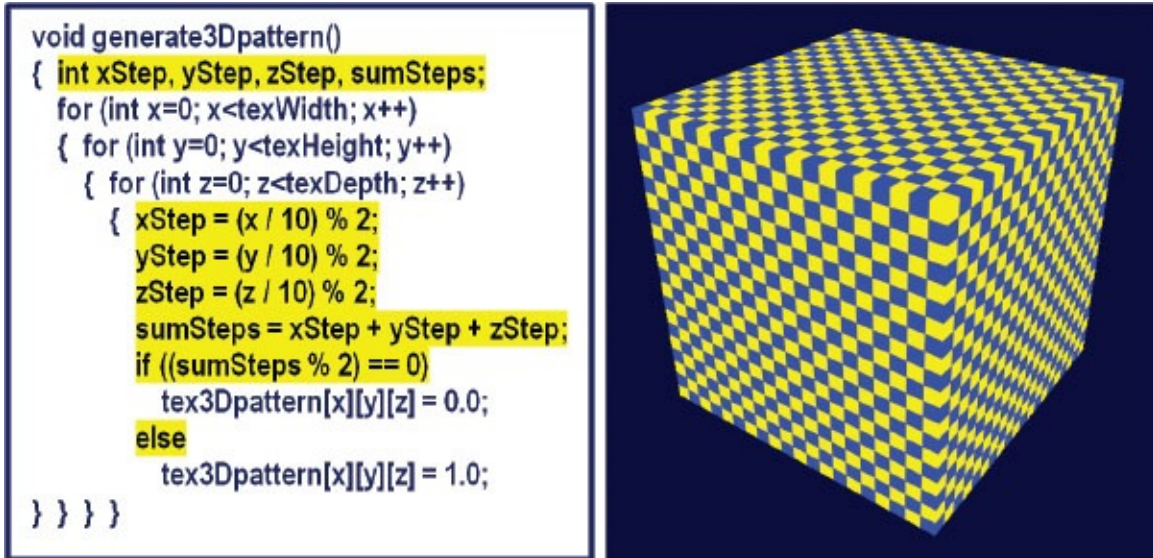 void generate3Dpattern()
{ int xStep, yStep, zStep, sumSteps;
for (int x=0; x<texWidth; x++)
{ for (int y=0; y<texHeight; y++)
{ for (int z=0; z<texDepth; z++)
{ xStep = (x / 10) % 2;
yStep = (y / 10) % 2;
zStep = (z / 10) % 2;
sumSteps = xStep + yStep + zStep;
if ((sumSteps % 2) == 0)
tex3Dpattern[x][y][z] = 0.0;
else
tex3Dpattern[x][y][z] = 1.0;
} } } }